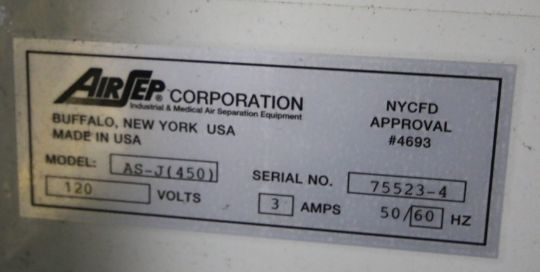 AIRSEP® CORPORATION
Industrial & Medical Air Separation Equipment
BUFFALO, NEW YORK USA
MADE IN USA
NYCFD
APPROVAL
#4693
MODEL: AS-J(450)
SERIAL NO. 75523-4
120 VOLTS
3 AMPS
50/60 HZ